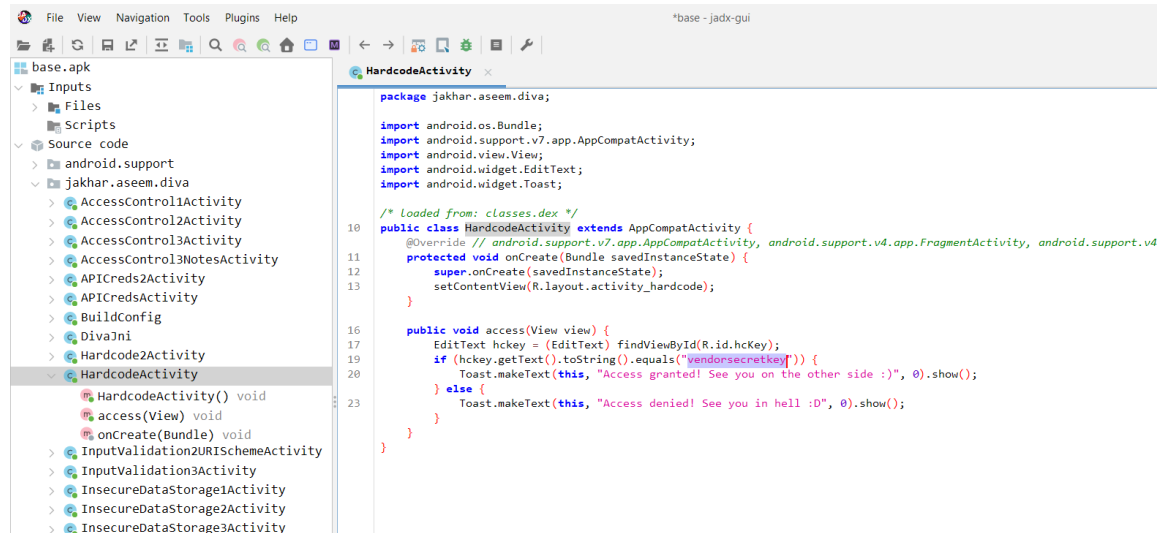 File View Navigation Tools Plugins Help *base - jadx-gui
base.apk
Inputs
Files
Scripts
Source code
android.support
jakhar.aseem.diva
AccessControl1Activity
AccessControl2Activity
AccessControl3Activity
AccessControl3NotesActivity
APICreds2Activity
APICredsActivity
BuildConfig
DivaJni
Hardcode2Activity
HardcodeActivity
HardcodeActivity() void
access(View) void
onCreate(Bundle) void
InputValidation2URISchemeActivity
InputValidation3Activity
InsecureDataStorage1Activity
InsecureDataStorage2Activity
InsecureDataStorage3Activity
HardcodeActivity ×
package jakhar.aseem.diva;
import android.os.Bundle;
import android.support.v7.app.AppCompatActivity;
import android.view.View;
import android.widget.EditText;
import android.widget.Toast;
/* loaded from: classes.dex */
10 public class HardcodeActivity extends AppCompatActivity {
@Override // android.support.v7.app.AppCompatActivity, android.support.v4.app.FragmentActivity, android.support.v4
11 protected void onCreate(Bundle savedInstanceState) {
12 super.onCreate(savedInstanceState);
13 setContentView(R.layout.activity_hardcode);
}
16 public void access(View view) {
17 EditText hckey = (EditText) findViewById(R.id.hcKey);
19 if (hckey.getText().toString().equals("vendorsecretkey")) {
20 Toast.makeText(this, "Access granted! See you on the other side :)", 0).show();
} else {
23 Toast.makeText(this, "Access denied! See you in hell :D", 0).show();
}
}
}